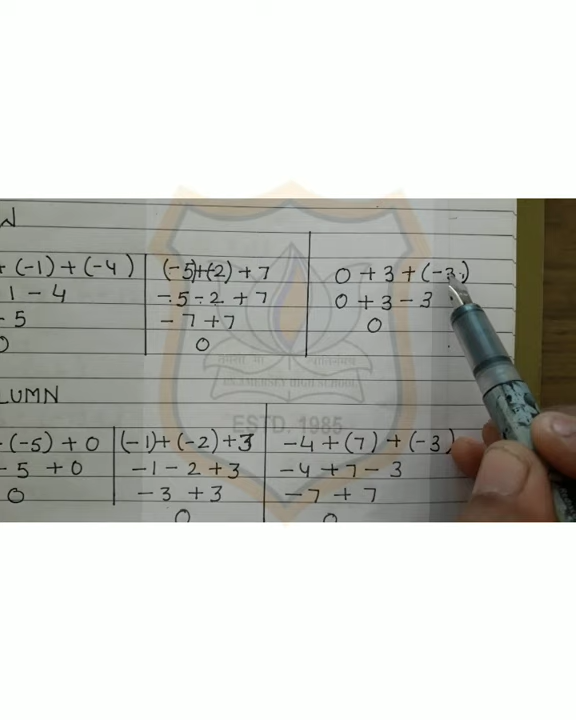 W
+ (-1) + (-4) | (-5)+(-2) + 7 | 0 + 3 + (-3)
1 - 4 | -5 - 2 + 7 | 0 + 3 - 3
- 5 | -7 + 7 | 0
0 | 0
LUMN
- (-5) + 0 | (-1) + (-2) + 3 | -4 + (7) + (-3)
- 5 + 0 | -1 - 2 + 3 | -4 + 7 - 3
0 | -3 + 3 | -7 + 7
0 | 0
ESTD. 1985